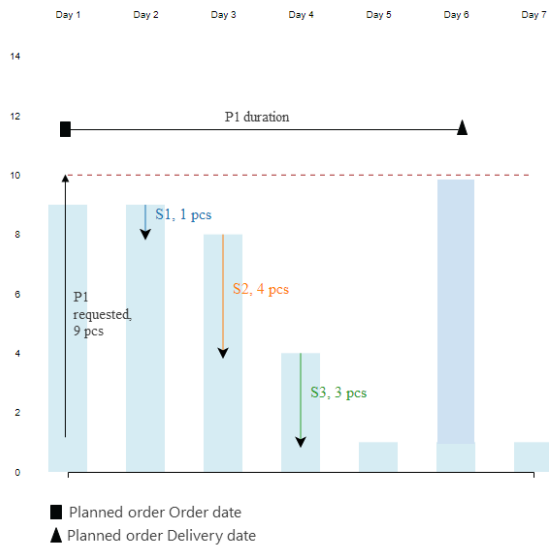 Day 1 Day 2 Day 3 Day 4 Day 5 Day 6 Day 7
14
12
P1 duration
10
8
S1, 1 pcs
6
S2, 4 pcs
P1
requested,
9 pcs
4
S3, 3 pcs
2
0
Planned order Order date
Planned order Delivery date